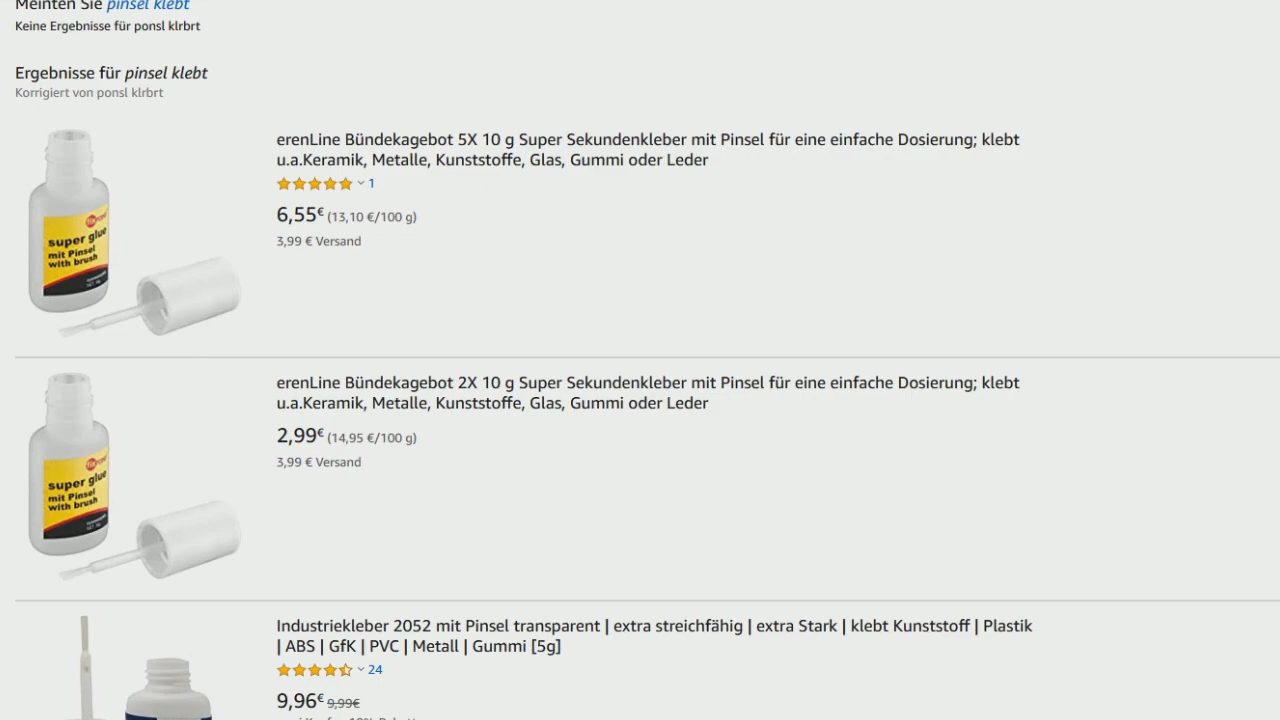 Meinten Sie pinsel klebt
Keine Ergebnisse für ponsl klrbrt
Ergebnisse für pinsel klebt
Korrigiert von ponsl klrbrt
super glue
mit Pinsel
with brush
erenLine Bündekagebot 5X 10 g Super Sekundenkleber mit Pinsel für eine einfache Dosierung; klebt
u.a.Keramik, Metalle, Kunststoffe, Glas, Gummi oder Leder
1
6,55€ (13,10 €/100 g)
3,99 € Versand
super glue
mit Pinsel
with brush
erenLine Bündekagebot 2X 10 g Super Sekundenkleber mit Pinsel für eine einfache Dosierung; klebt
u.a.Keramik, Metalle, Kunststoffe, Glas, Gummi oder Leder
2,99€ (14,95 €/100 g)
3,99 € Versand
Industriekleber 2052 mit Pinsel transparent | extra streichfähig | extra Stark | klebt Kunststoff | Plastik
| ABS | GfK | PVC | Metall | Gummi [5g]
24
9,96€ 9,99€